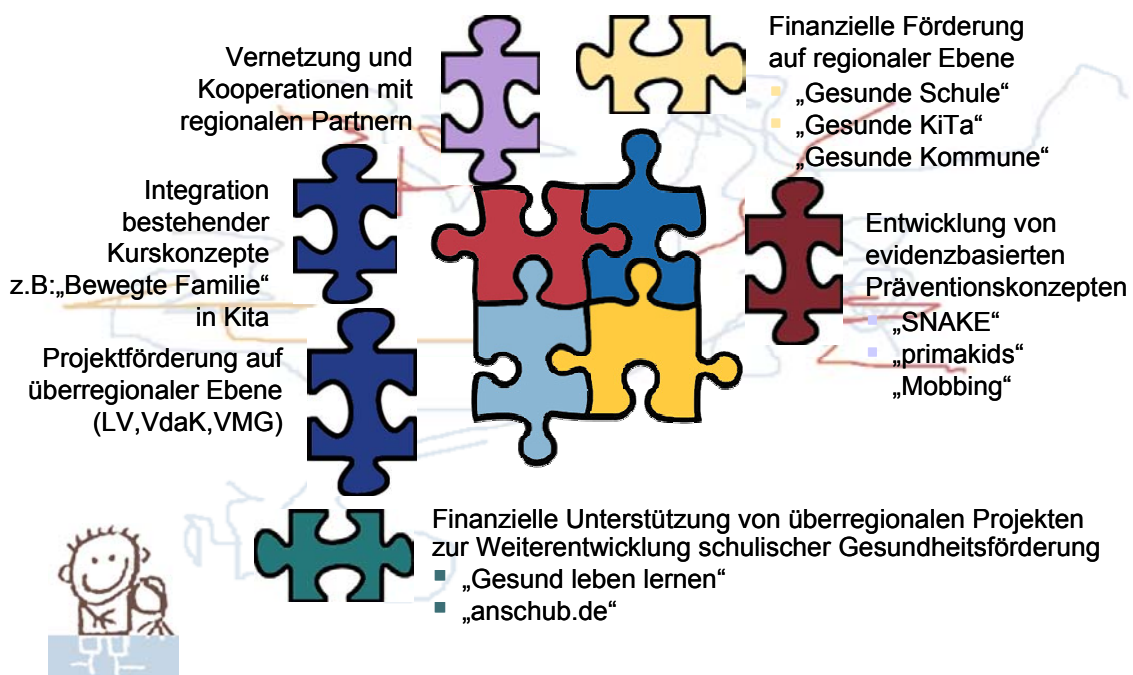 Vernetzung und
Kooperationen mit
regionalen Partnern
Finanzielle Förderung
auf regionaler Ebene
„Gesunde Schule“
„Gesunde KiTa“
„Gesunde Kommune“
Integration
bestehender
Kurskonzepte
z.B:„Bewegte Familie“
in Kita
Entwicklung von
evidenzbasierten
Präventionskonzepten
„SNAKE“
„primakids“
„Mobbing“
Projektförderung auf
überregionaler Ebene
(LV,VdaK,VMG)
Finanzielle Unterstützung von überregionalen Projekten
zur Weiterentwicklung schulischer Gesundheitsförderung
„Gesund leben lernen“
„anschub.de“